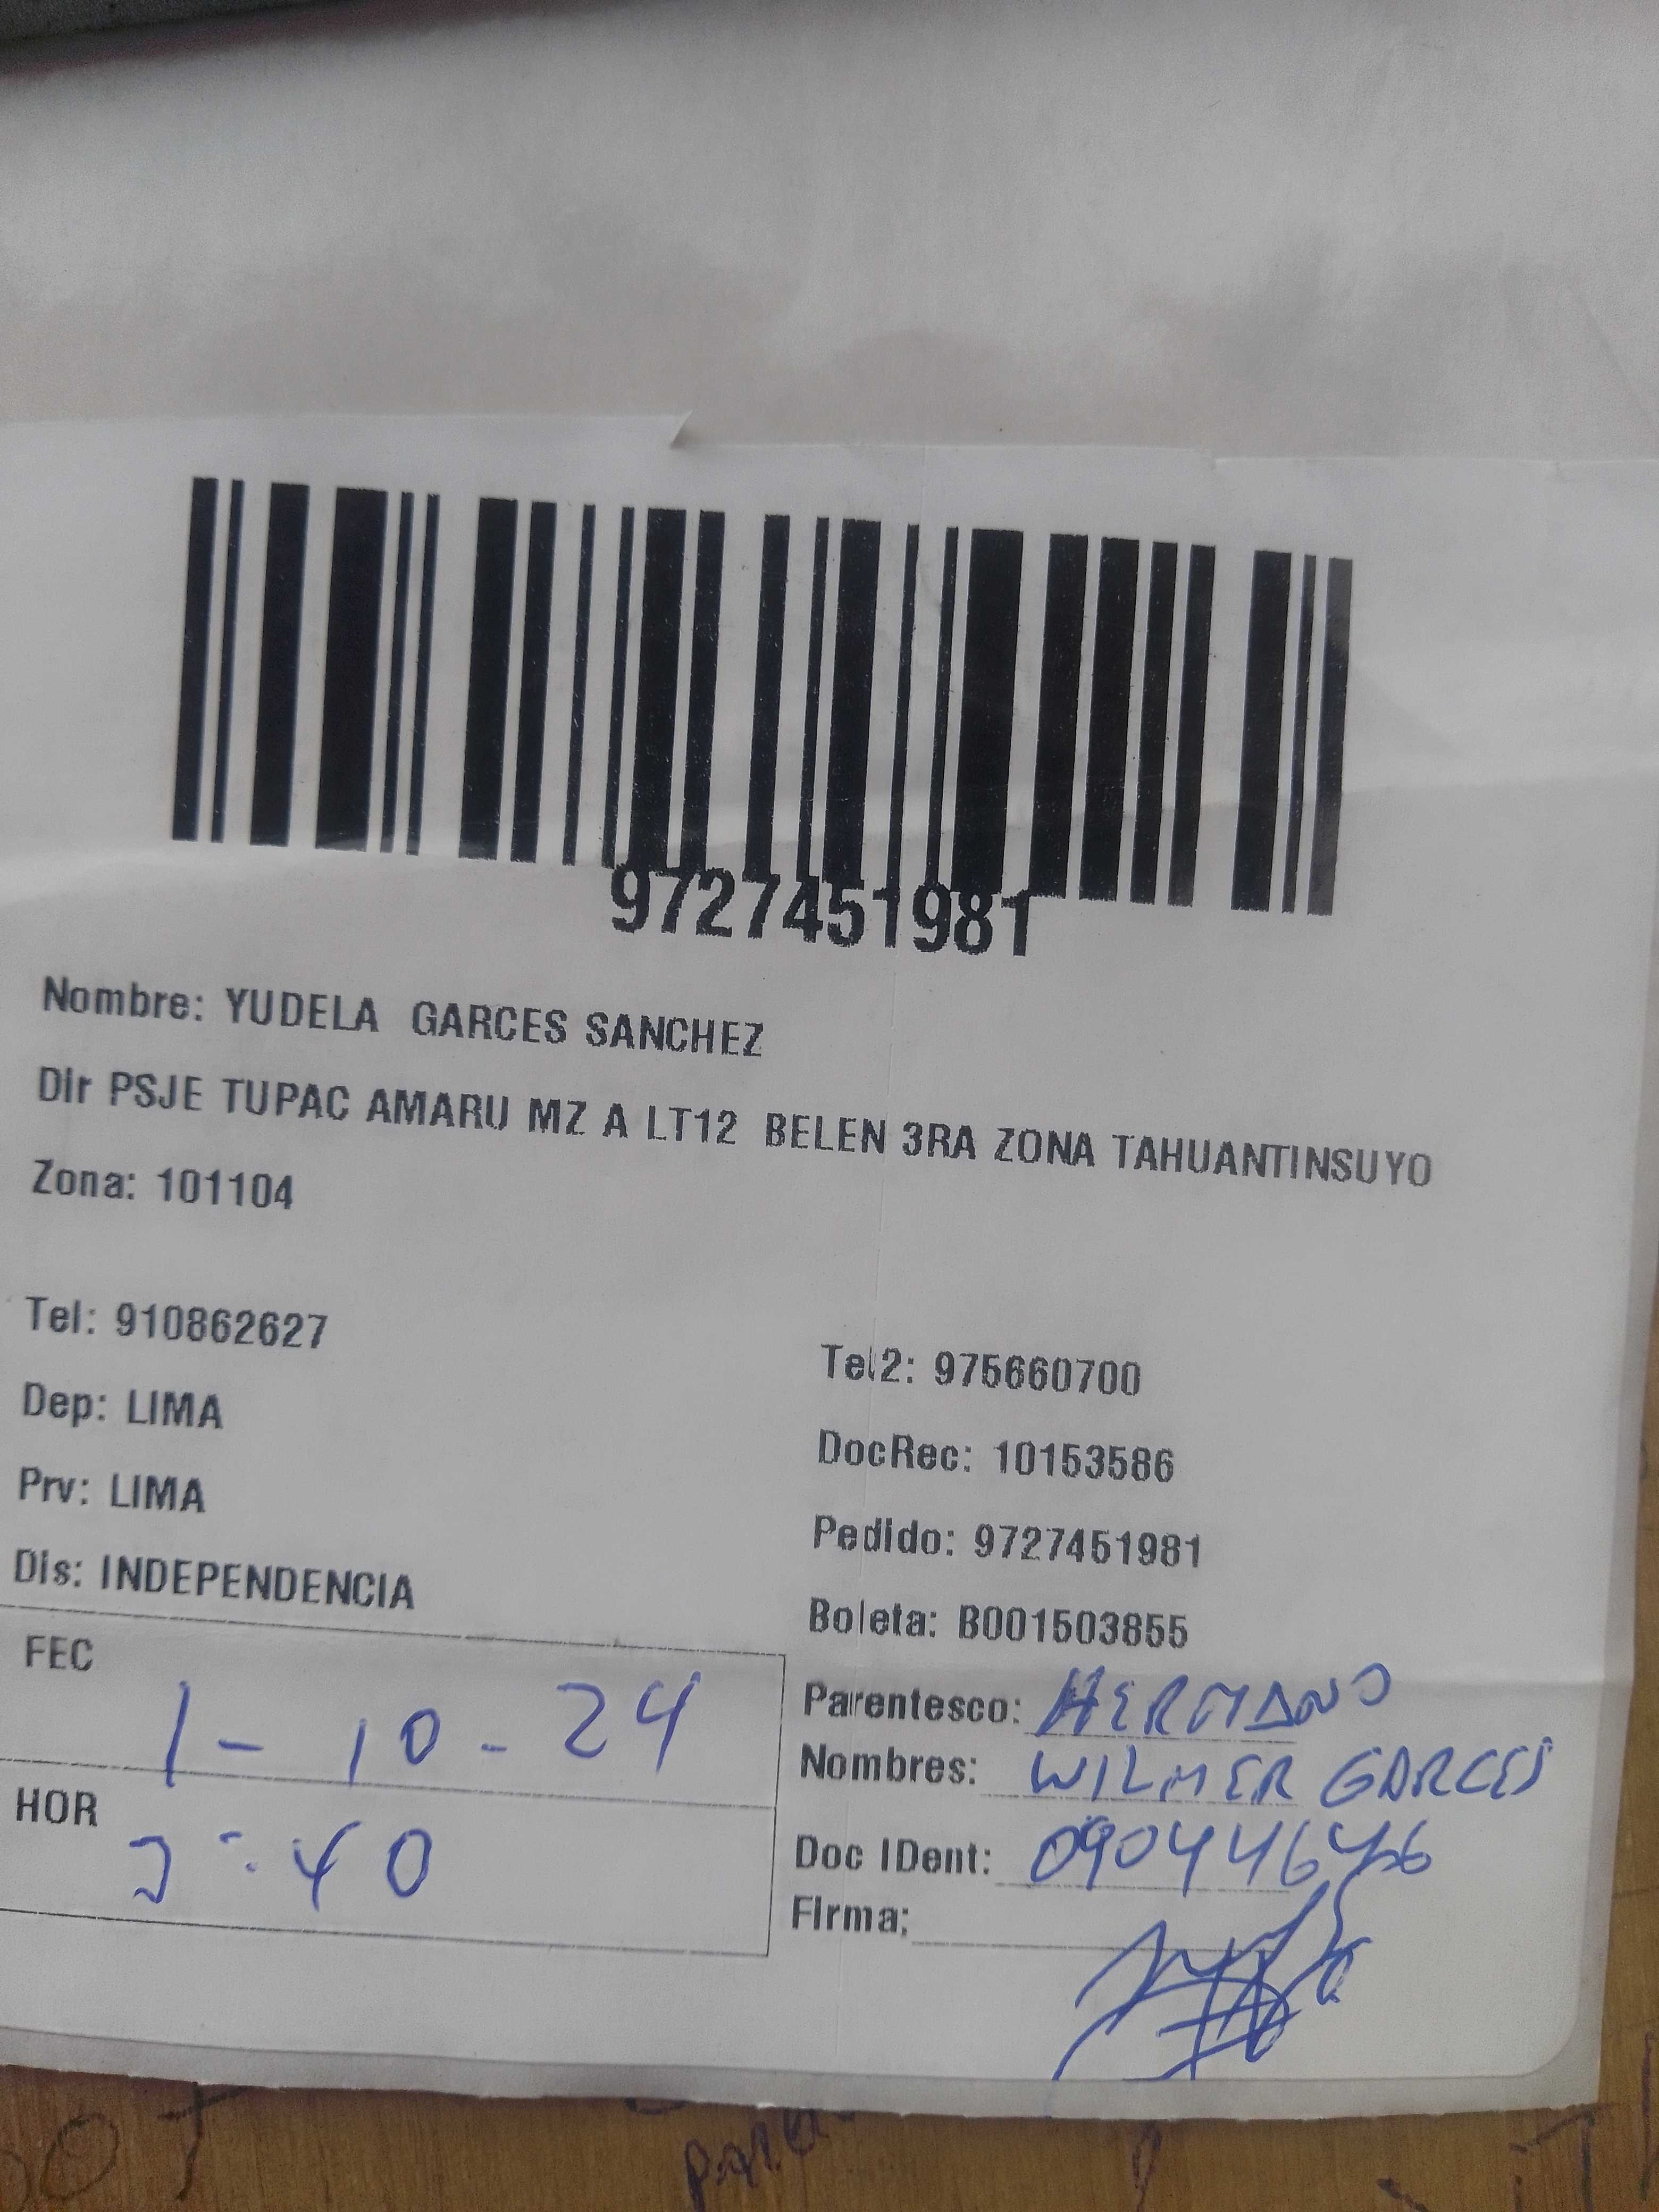 9727451981
Nombre: YUDELA GARCES SANCHEZ
Dir PSJE TUPAC AMARU MZ A LT12 BELEN 3RA ZONA TAHUANTINSUYO
Zona: 101104
Tel: 910862627
Tel2: 975660700
Dep: LIMA
DocRec: 10153586
Prv: LIMA
Pedido: 9727451981
Dis: INDEPENDENCIA
Boleta: B001503855
FEC 1-10-24
HOR :40
Parentesco: HERMANO
Nombres: WILMER GARCES
Doc IDent:
Firma:
para